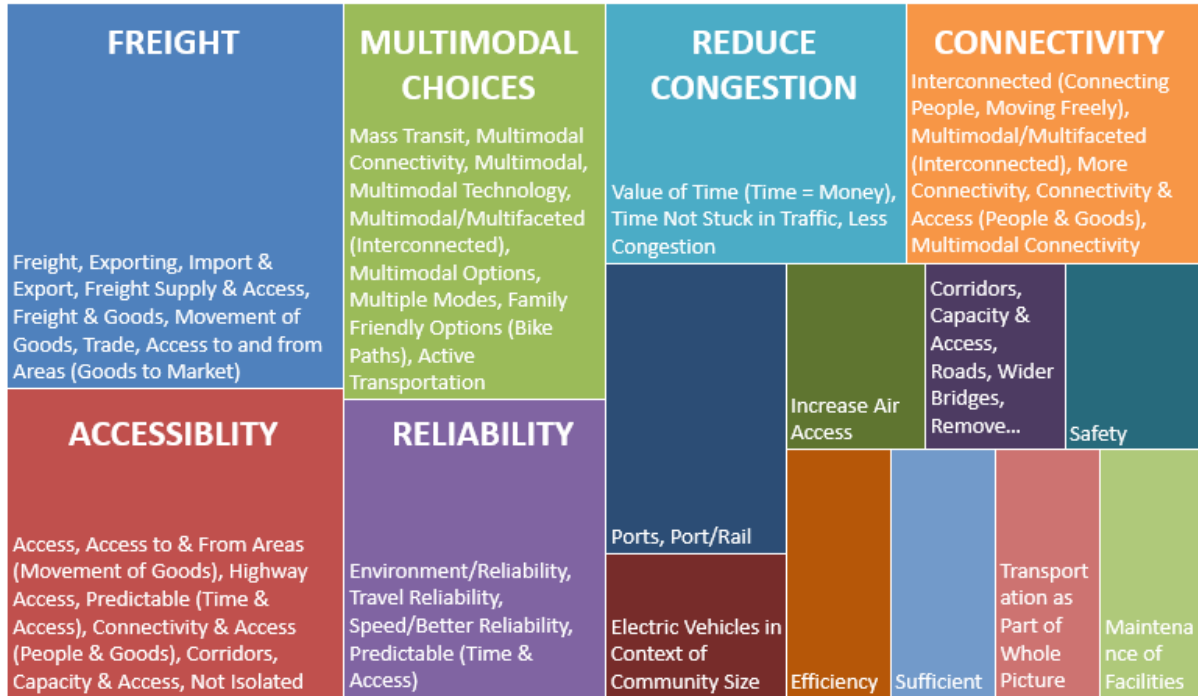 FREIGHT
Freight, Exporting, Import &
Export, Freight Supply & Access,
Freight & Goods, Movement of
Goods, Trade, Access to and from
Areas (Goods to Market)
MULTIMODAL
CHOICES
Mass Transit, Multimodal
Connectivity, Multimodal,
Multimodal Technology,
Multimodal/Multifaceted
(Interconnected),
Multimodal Options,
Multiple Modes, Family
Friendly Options (Bike
Paths), Active
Transportation
REDUCE
CONGESTION
Value of Time (Time = Money),
Time Not Stuck in Traffic, Less
Congestion
CONNECTIVITY
Interconnected (Connecting
People, Moving Freely),
Multimodal/Multifaceted
(Interconnected), More
Connectivity, Connectivity &
Access (People & Goods),
Multimodal Connectivity
ACCESSIBLITY
Access, Access to & From Areas
(Movement of Goods), Highway
Access, Predictable (Time &
Access), Connectivity & Access
(People & Goods), Corridors,
Capacity & Access, Not Isolated
RELIABILITY
Environment/Reliability,
Travel Reliability,
Speed/Better Reliability,
Predictable (Time &
Access)
Ports, Port/Rail
Increase Air
Access
Corridors,
Capacity &
Access,
Roads, Wider
Bridges,
Remove...
Safety
Electric Vehicles in
Context of
Community Size
Efficiency
Sufficient
Transport
ation as
Part of
Whole
Picture
Maintena
nce of
Facilities